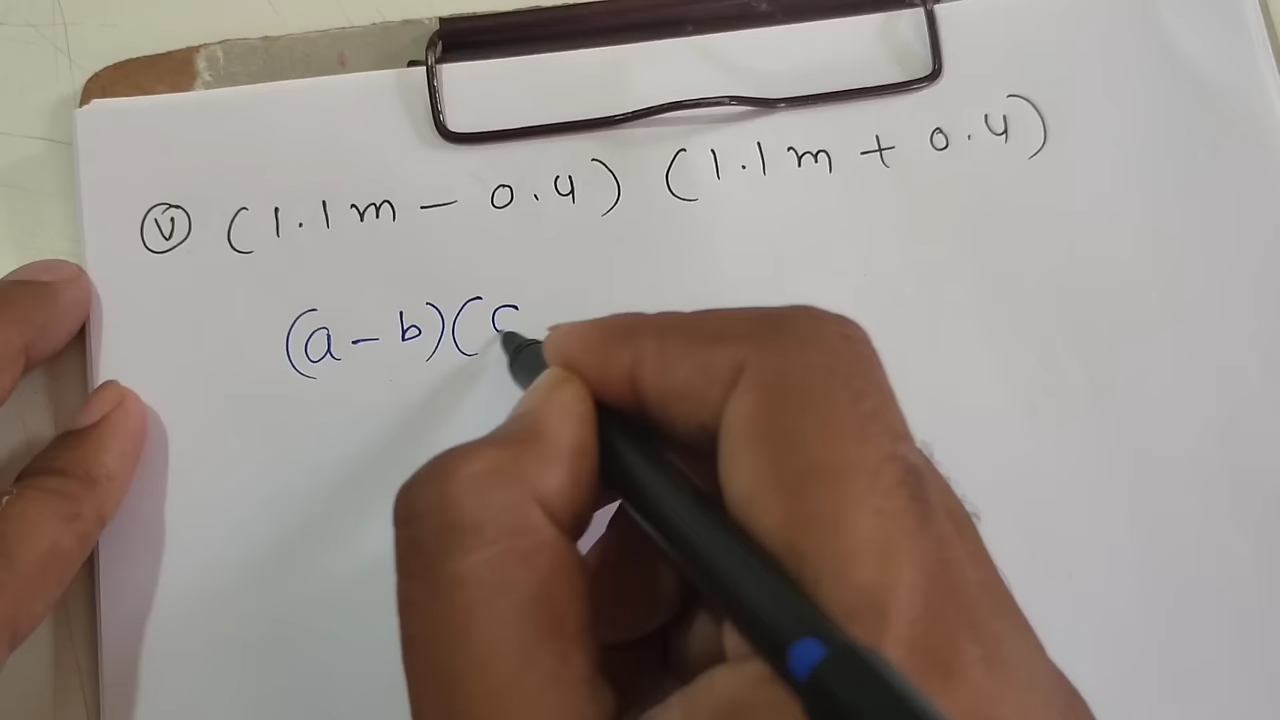 (v) (1.1m - 0.4) (1.1m + 0.4)
(a - b)(